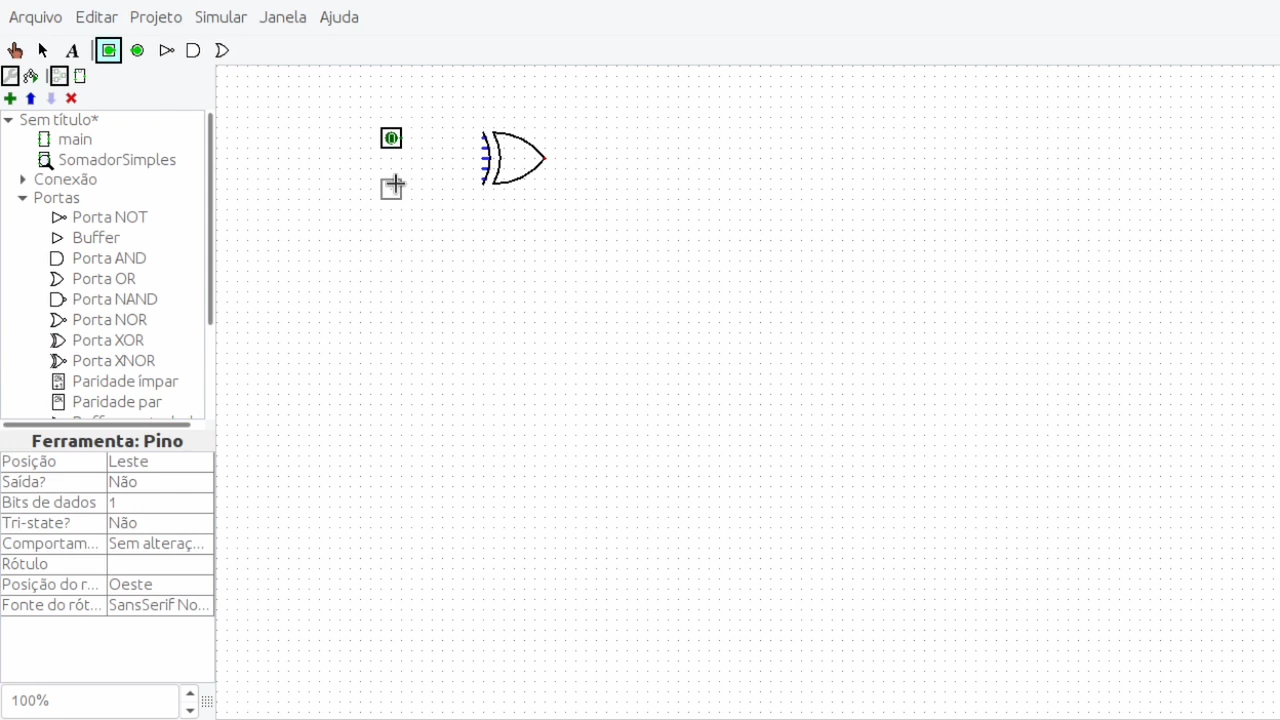 Arquivo Editar Projeto Simular Janela Ajuda
A
Sem título*
main
SomadorSimples
Conexão
Portas
Porta NOT
Buffer
Porta AND
Porta OR
Porta NAND
Porta NOR
Porta XOR
Porta XNOR
Paridade ímpar
Paridade par
Ferramenta: Pino
Posição Leste
Saída? Não
Bits de dados 1
Tri-state? Não
Comportam... Sem alteraç...
Rótulo
Posição do r... Oeste
Fonte do rót... SansSerif No...
100%